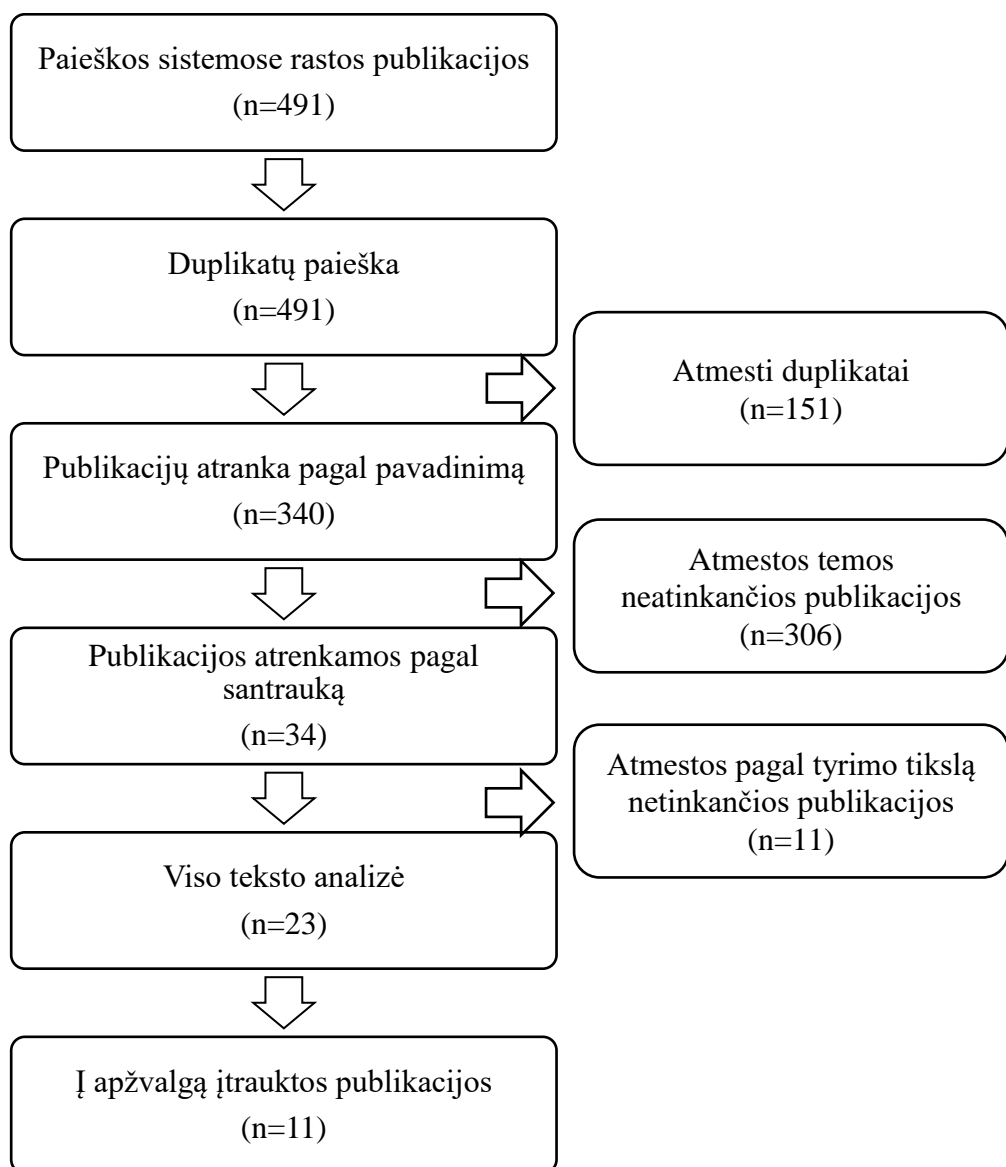 Paieškos sistemose rastos publikacijos
(n=491)
Duplikatų paieška
(n=491)
Atmesti duplikatai
(n=151)
Publikacijų atranka pagal pavadinimą
(n=340)
Atmestos temos
neatinkančios publikacijos
(n=306)
Publikacijos atrenkamos pagal
santrauką
(n=34)
Atmestos pagal tyrimo tikslą
netinkančios publikacijos
(n=11)
Viso teksto analizė
(n=23)
Į apžvalgą įtrauktos publikacijos
(n=11)